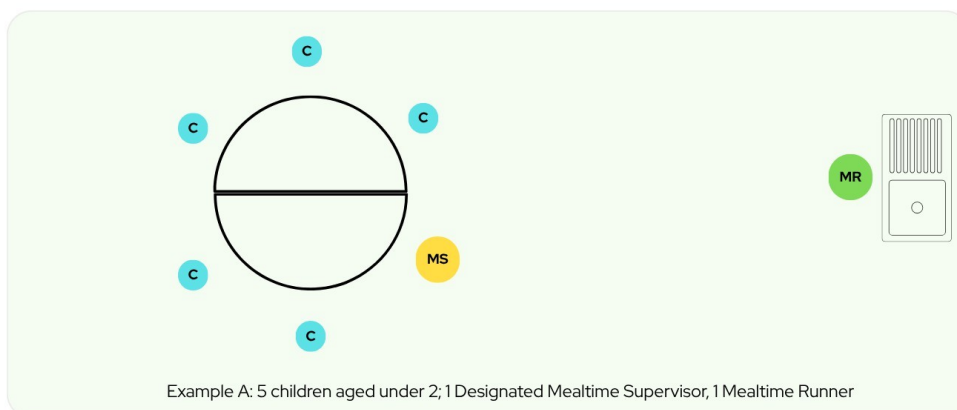 C
C
C
MR
MS
C
C
Example A: 5 children aged under 2; 1 Designated Mealtime Supervisor, 1 Mealtime Runner